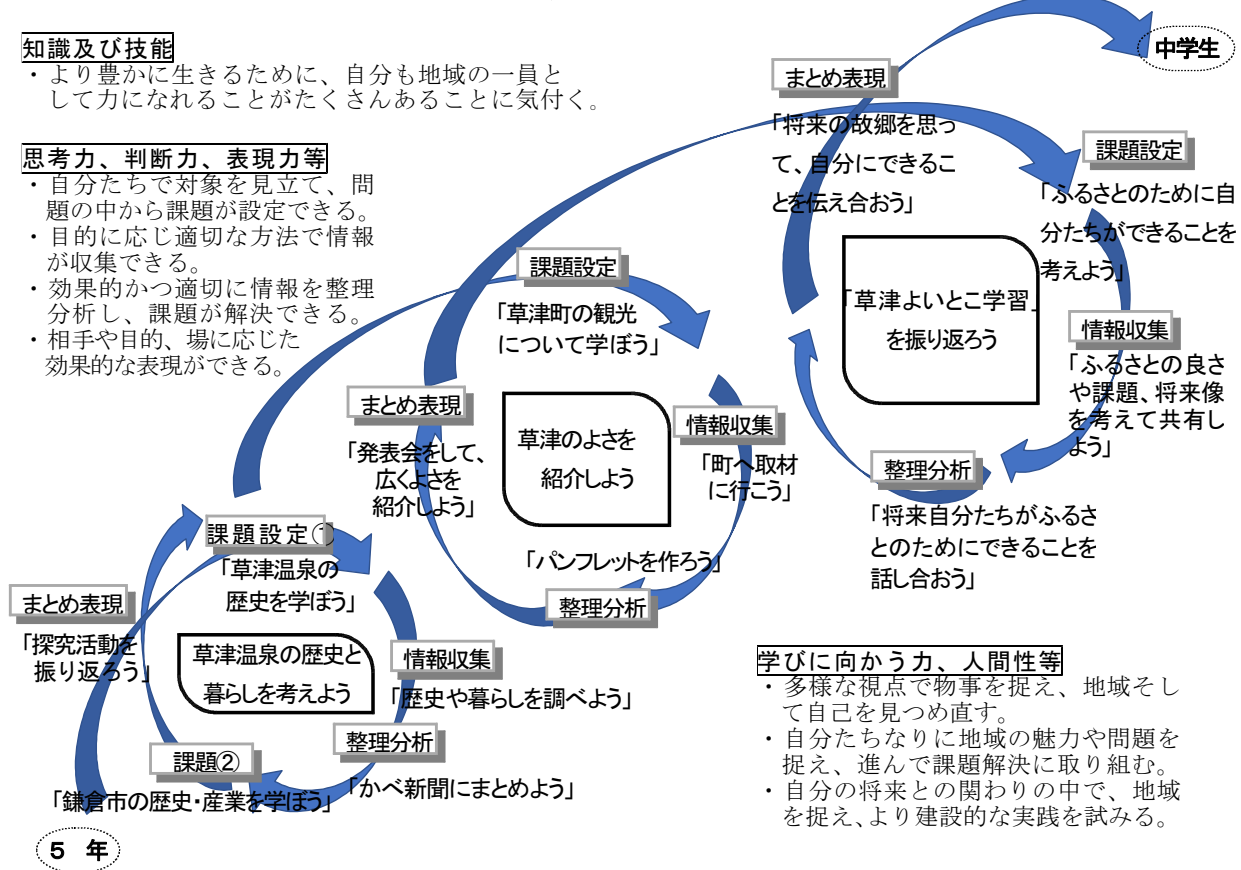 知識及び技能
・より豊かに生きるために、自分も地域の一員と
して力になれることがたくさんあることに気付く。
思考力、判断力、表現力等
・自分たちで対象を見立て、問
題の中から課題が設定できる。
・目的に応じ適切な方法で情報
が収集できる。
・効果的かつ適切に情報を整理
分析し、課題が解決できる。
・相手や目的、場に応じた
効果的な表現ができる。
中学生
まとめ表現
「将来の故郷を思っ
て、自分にできるこ
とを伝え合おう」
課題設定
「ふるさとのために自
分たちができることを
考えよう」
「草津よいとこ学習」
を振り返ろう
情報収集
「ふるさとの良さ
や課題、将来像
を考えて共有し
よう」
整理分析
「将来自分たちがふるさ
とのためにできることを
話し合おう」
課題設定
「草津町の観光
について学ぼう」
まとめ表現
「発表会をして、
広くよさを
紹介しよう」
草津のよさを
紹介しよう
情報収集
「町へ取材
に行こう」
「パンフレットを作ろう」
整理分析
課題設定①
「草津温泉の
歴史を学ぼう」
まとめ表現
「探究活動を
振り返ろう」
草津温泉の歴史と
暮らしを考えよう
情報収集
「歴史や暮らしを調べよう」
整理分析
「かべ新聞にまとめよう」
課題②
「鎌倉市の歴史・産業を学ぼう」
5 年
学びに向かう力、人間性等
・多様な視点で物事を捉え、地域そし
て自己を見つめ直す。
・自分たちなりに地域の魅力や問題を
捉え、進んで課題解決に取り組む。
・自分の将来との関わりの中で、地域
を捉え、より建設的な実践を試みる。